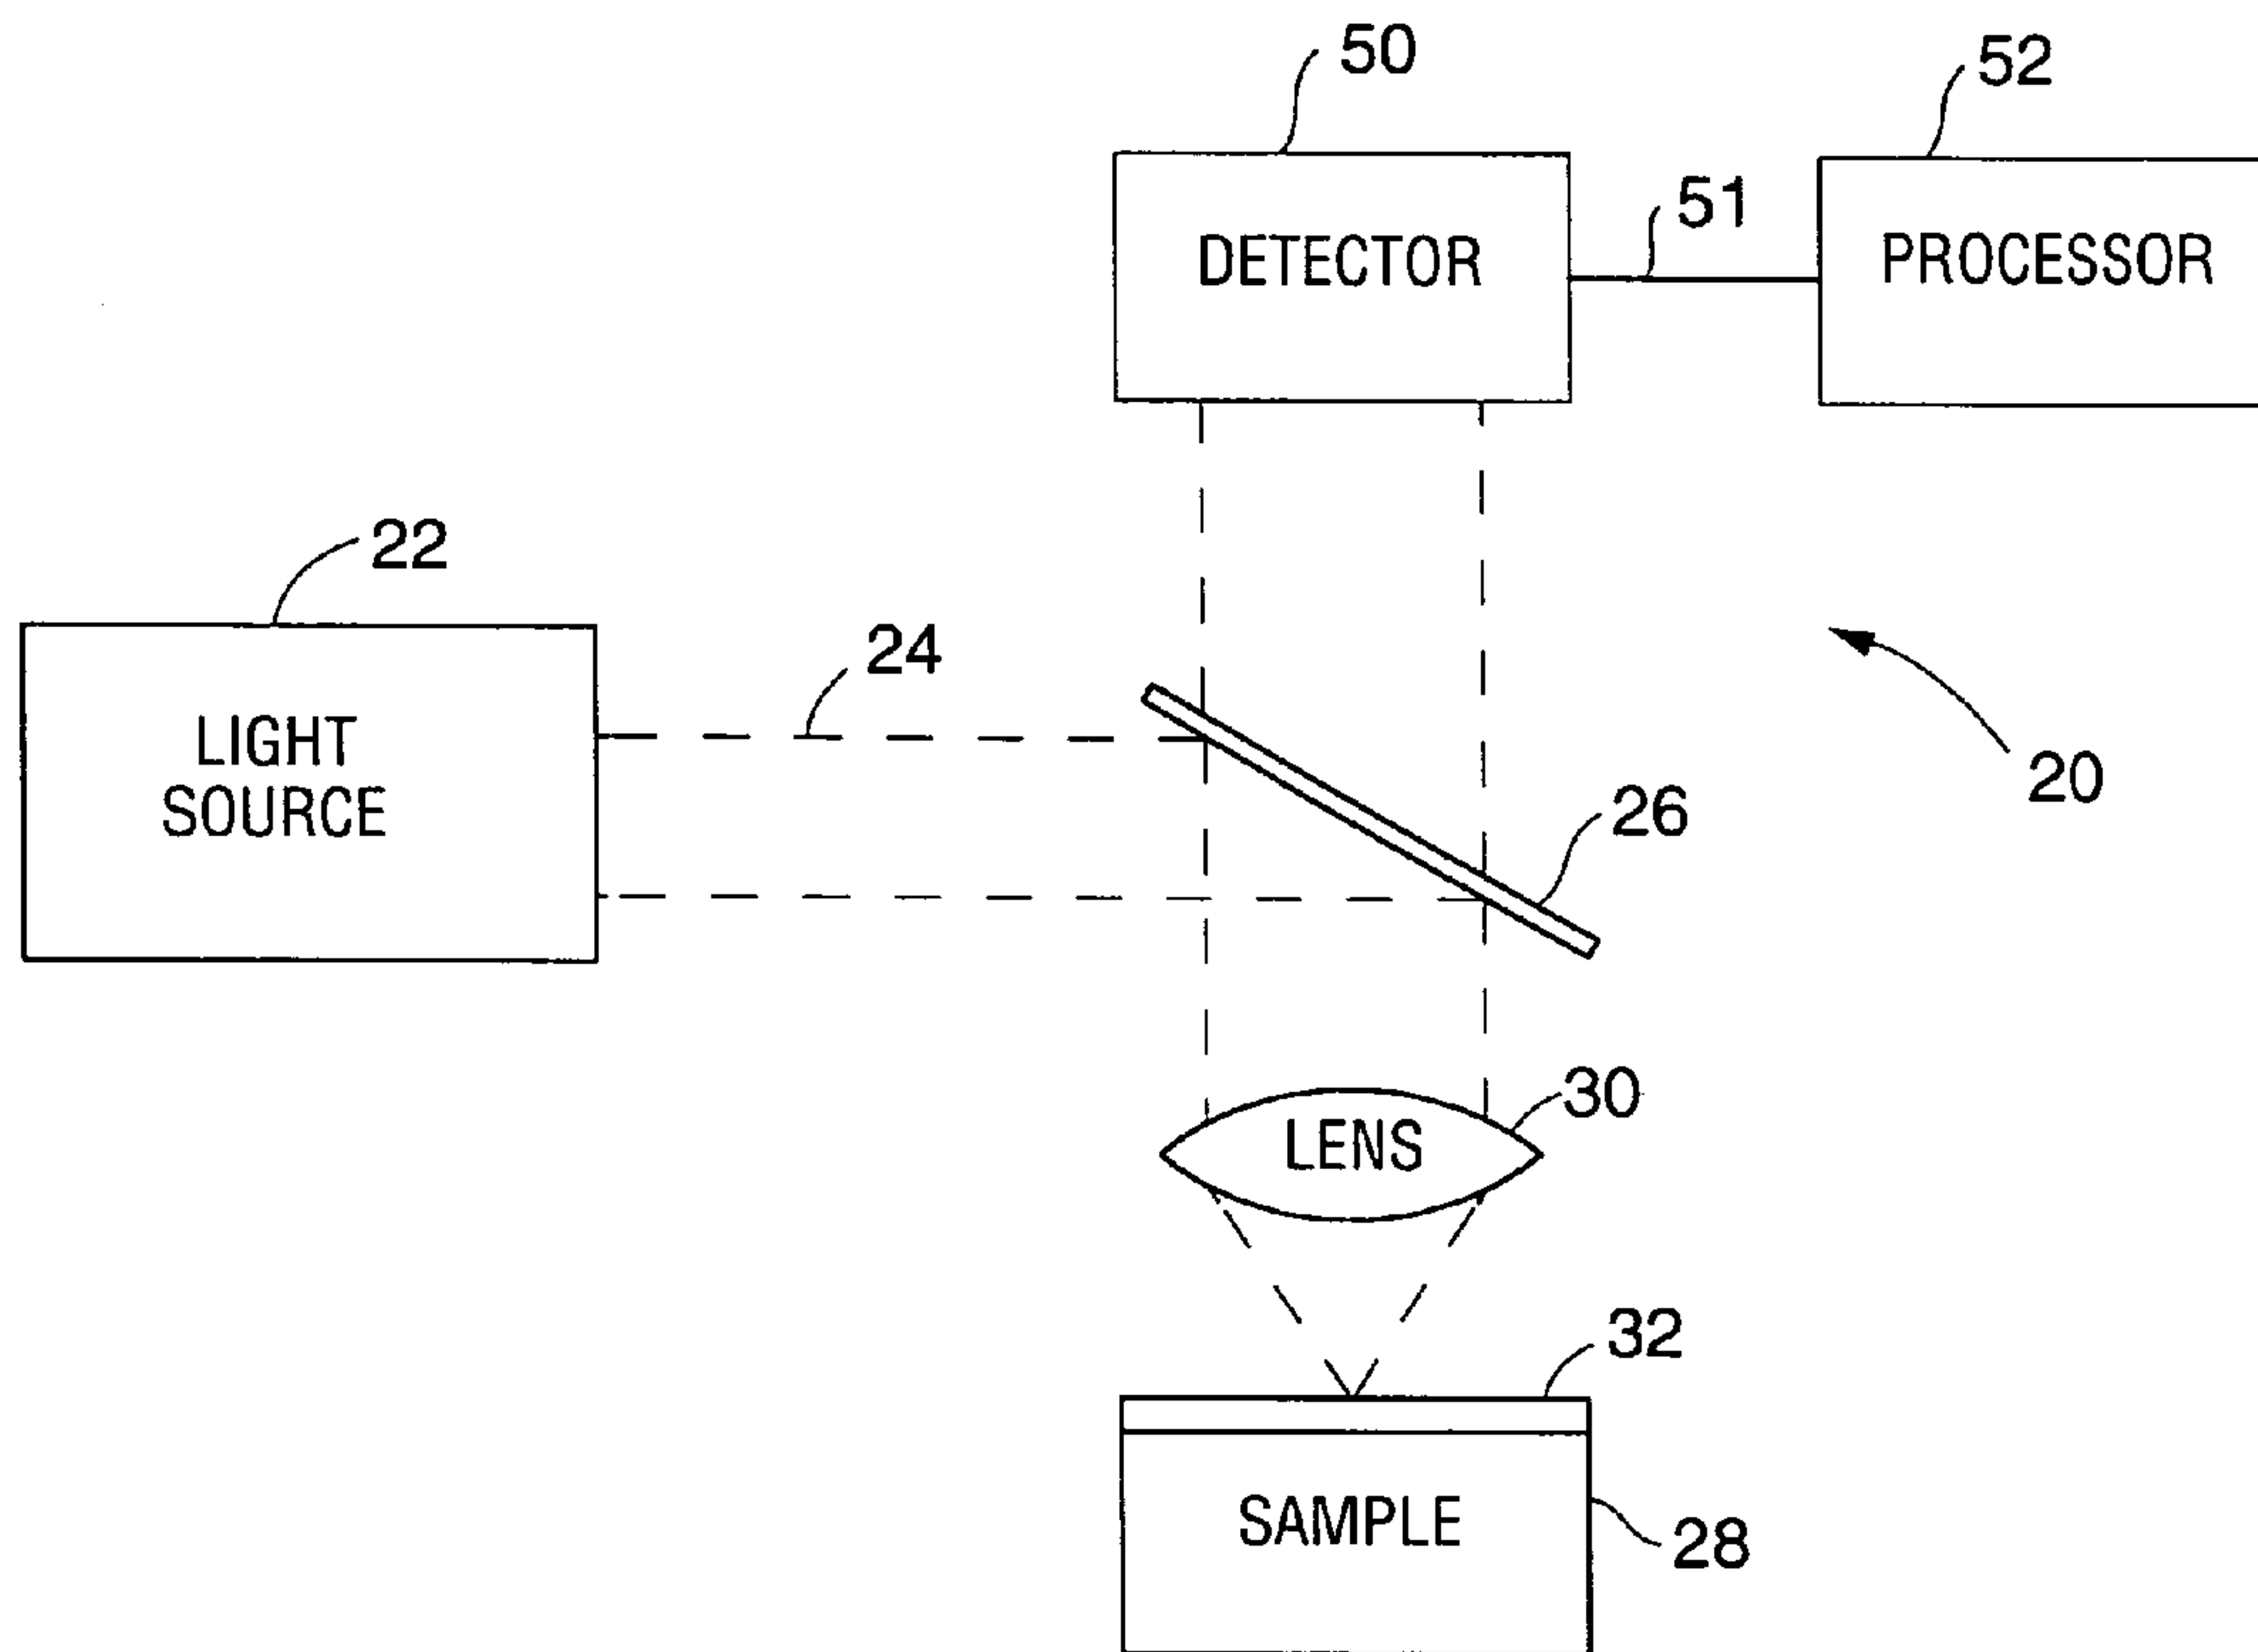 50
52
51
DETECTOR
PROCESSOR
22
24
LIGHT
SOURCE
20
26
30
LENS
32
SAMPLE
28